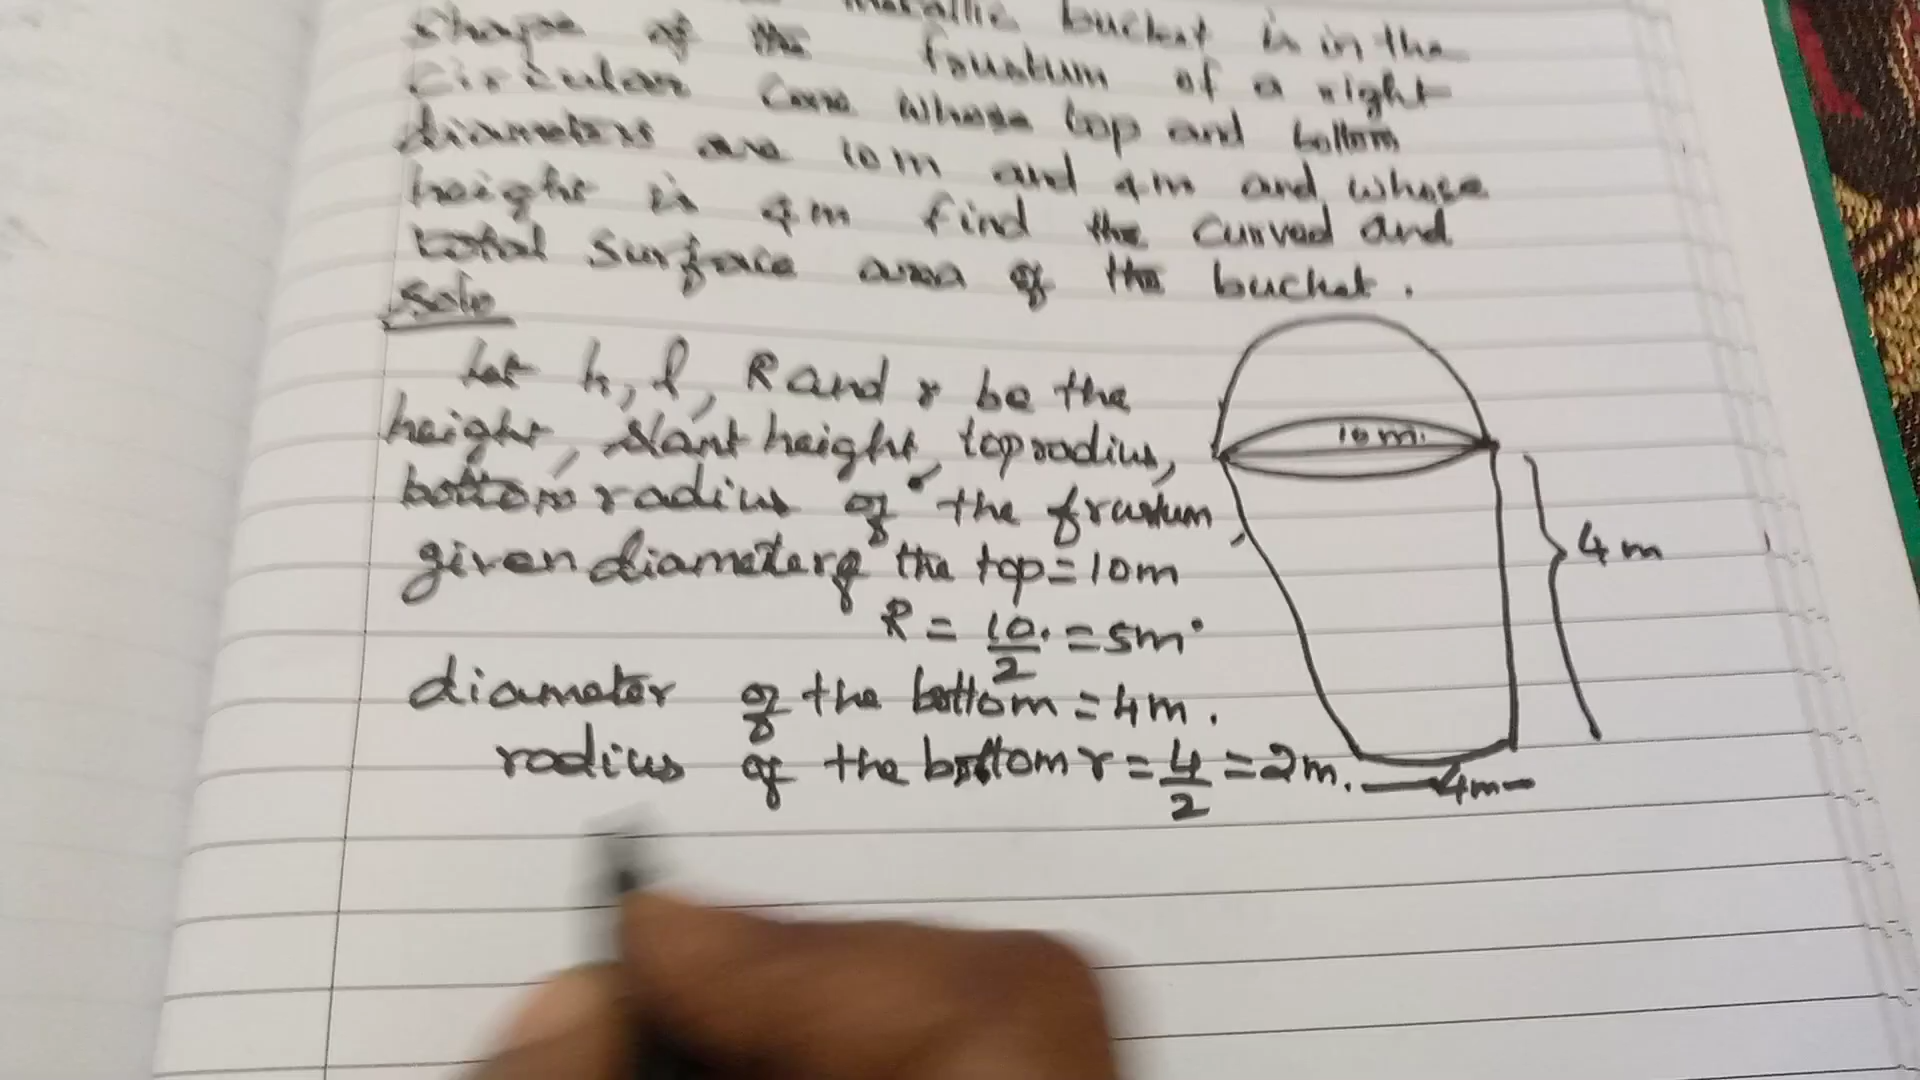 metallic bucket is in the
shape of the frustum of a right
circular cone whose top and bottom
diameters are 10m and 4m and whose
height is 4m find the curved and
total surface area of the bucket.
Soln
Let h, l, R and r be the
height, slant height, top radius,
bottom radius of the frustum,
given diameter of the top = 10m
R = 10/2 = 5m
diameter of the bottom = 4m.
radius of the bottom r = 4/2 = 2m.
10m.
4m
4m